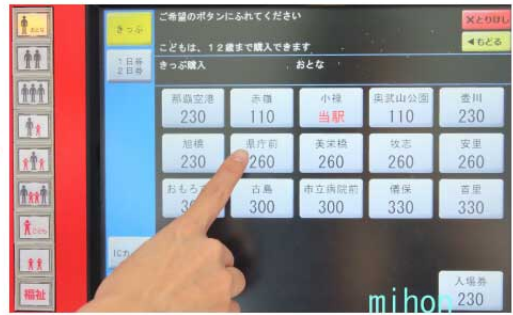 おとな
きっぷ
ご希望のボタンにふれてください
こどもは、12歳まで購入できます
きっぷ購入 おとな
×とりけし
◀もどる
1日券
2日券
那覇空港 赤嶺 小禄 奥武山公園 壺川
230 110 当駅 110 230
旭橋 県庁前 美栄橋 牧志 安里
230 260 260 260 260
おもろ 古島 市立病院前 儀保 首里
300 300 330 330
ICカ
福祉
入場券
230
mihon